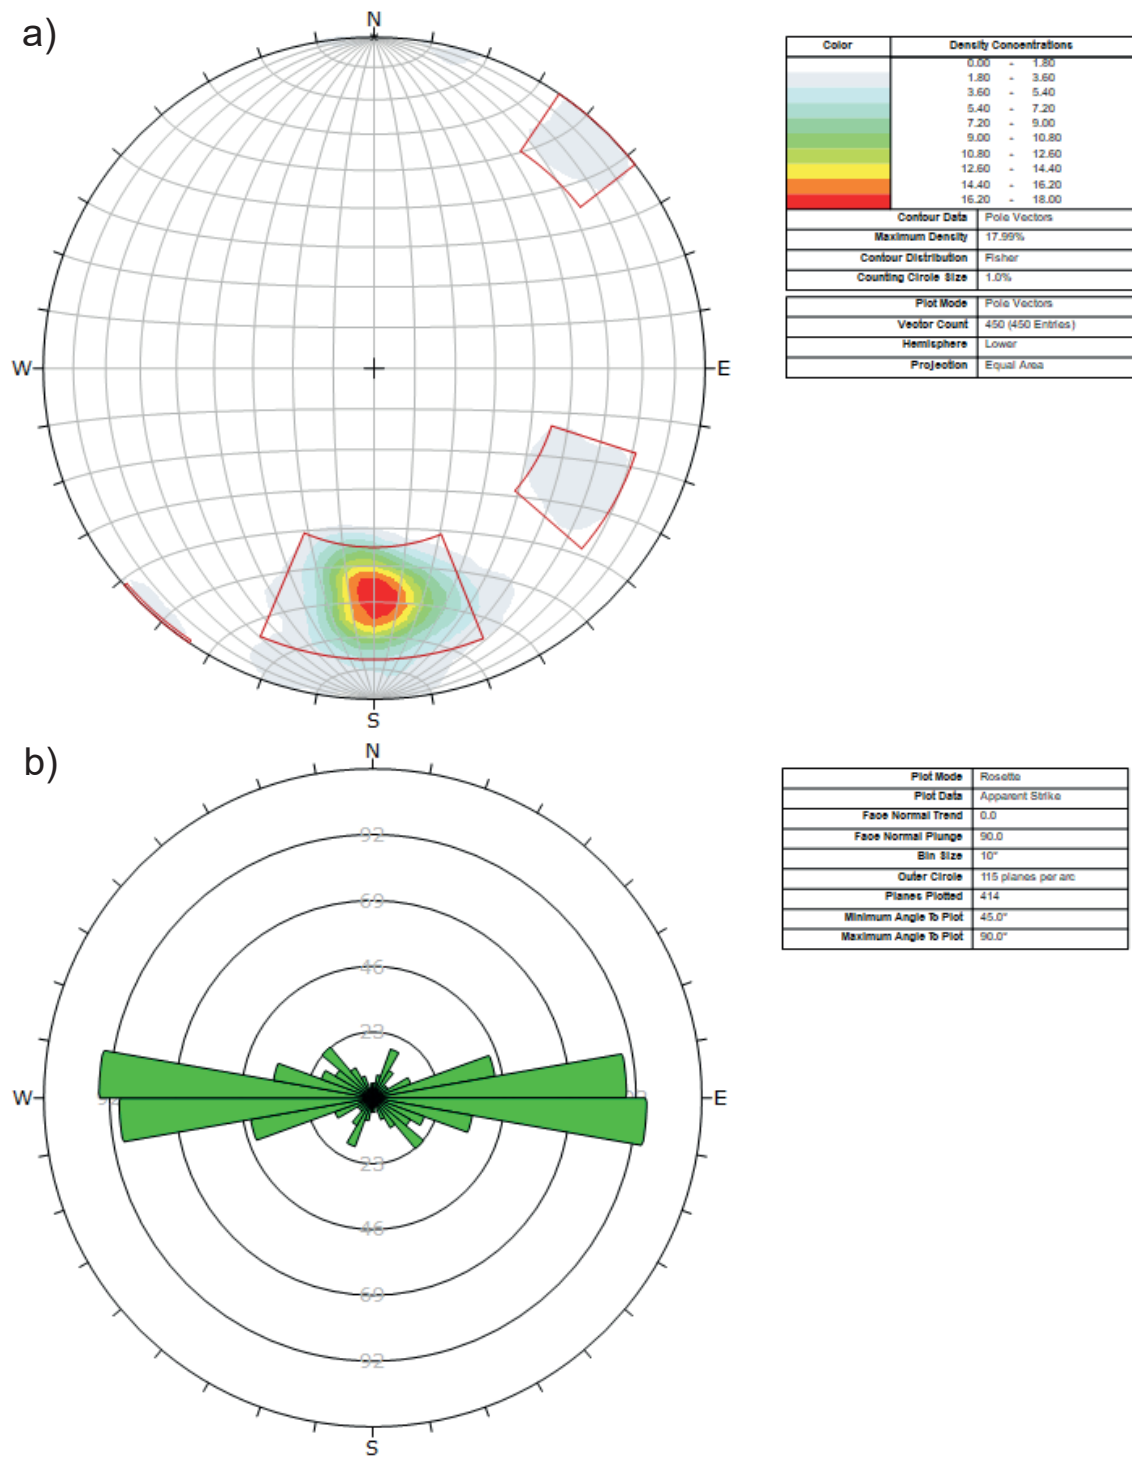 a)
N
W
E
S
Color Density Concentrations
0.00 - 1.80
1.80 - 3.60
3.60 - 5.40
5.40 - 7.20
7.20 - 9.00
9.00 - 10.80
10.80 - 12.60
12.60 - 14.40
14.40 - 16.20
16.20 - 18.00
Contour Data Pole Vectors
Maximum Density 17.99%
Contour Distribution Fisher
Counting Circle Size 1.0%
Plot Mode Pole Vectors
Vector Count 450 (450 Entries)
Hemisphere Lower
Projection Equal Area
b)
N
92
69
46
23
W
92
92
E
23
46
69
92
S
Plot Mode Rosette
Plot Data Apparent Strike
Face Normal Trend 0.0
Face Normal Plunge 90.0
Bin Size 10°
Outer Circle 115 planes per arc
Planes Plotted 414
Minimum Angle To Plot 45.0°
Maximum Angle To Plot 90.0°